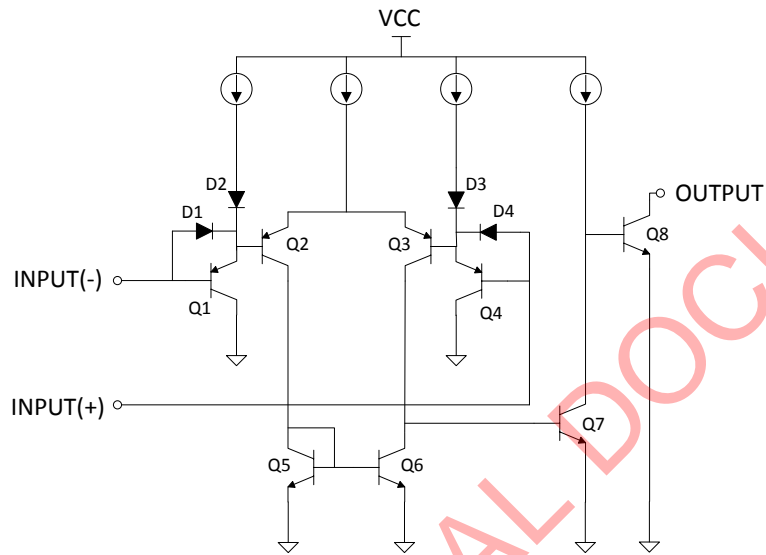 VCC
D2
D3
D1
D4
OUTPUT
Q2
Q3
Q8
INPUT(-)
Q1
Q4
INPUT(+)
Q7
Q5
Q6